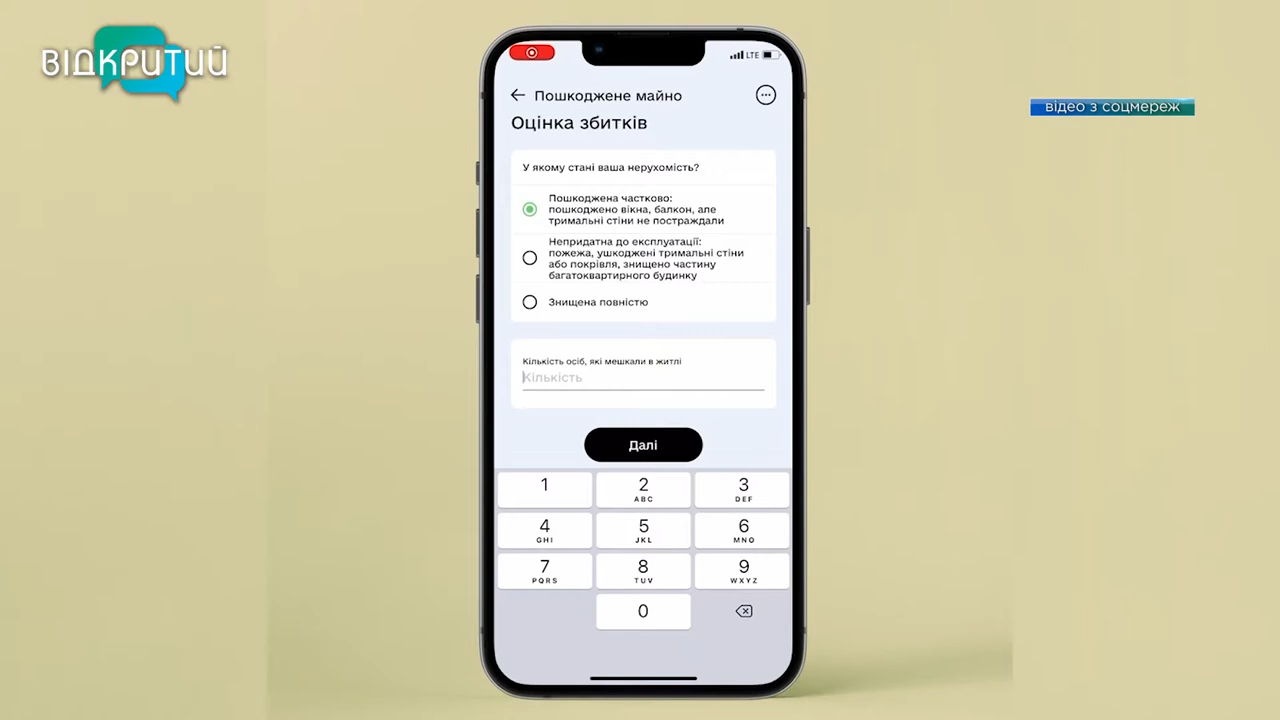 ВІДКРИТИЙ
відео з соцмереж
LTE
Пошкоджене майно
Оцінка збитків
У якому стані ваша нерухомість?
Пошкоджена частково:
пошкоджено вікна, балкон, але
тримальні стіни не постраждали
Непридатна до експлуатації:
пожежа, ушкоджені тримальні стіни
або покрівля, знищено частину
багатоквартирного будинку
Знищена повністю
Кількість осіб, які мешкали в житлі
Кількість
Далі
1 2 3
ABC DEF
4 5 6
GHI JKL MNO
7 8 9
PQRS TUV WXYZ
0